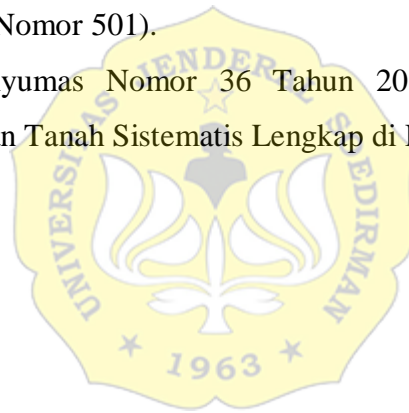 Nomor 501).
yumas Nomor 36 Tahun 20
n Tanah Sistematis Lengkap di
UNIVERSITAS JENDERAL SOEDIRMAN
1963